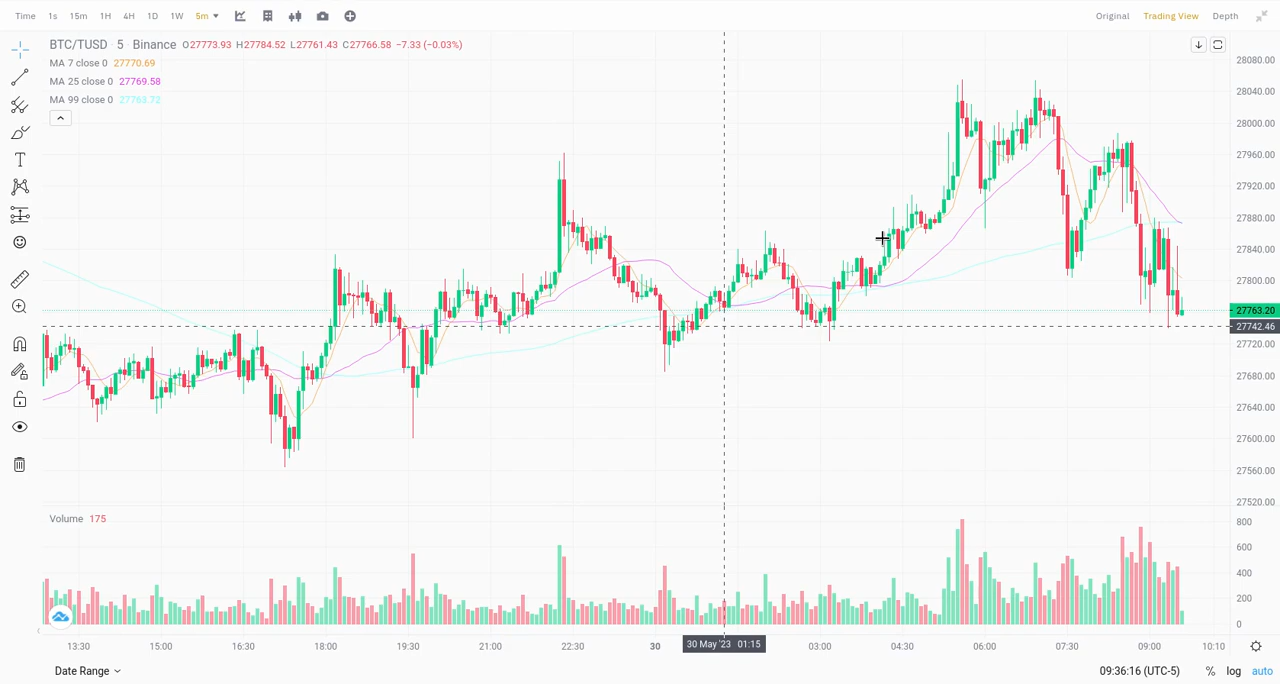 Time 1s 15m 1H 4H 1D 1W 5m Original Trading View Depth
BTC/TUSD · 5 · Binance O27773.93 H27784.52 L27761.43 C27766.58 −7.33 (−0.03%)
MA 7 close 0 27770.69
MA 25 close 0 27769.58
MA 99 close 0 27763.72
28080.00
28040.00
28000.00
27960.00
27920.00
27880.00
27840.00
27800.00
27763.20
27742.46
27720.00
27680.00
27640.00
27600.00
27560.00
27520.00
Volume 175
800
600
400
200
0
13:30 15:00 16:30 18:00 19:30 21:00 22:30 30 30 May '23 01:15 03:00 04:30 06:00 07:30 09:00 10:10
Date Range 09:36:16 (UTC-5) % log auto